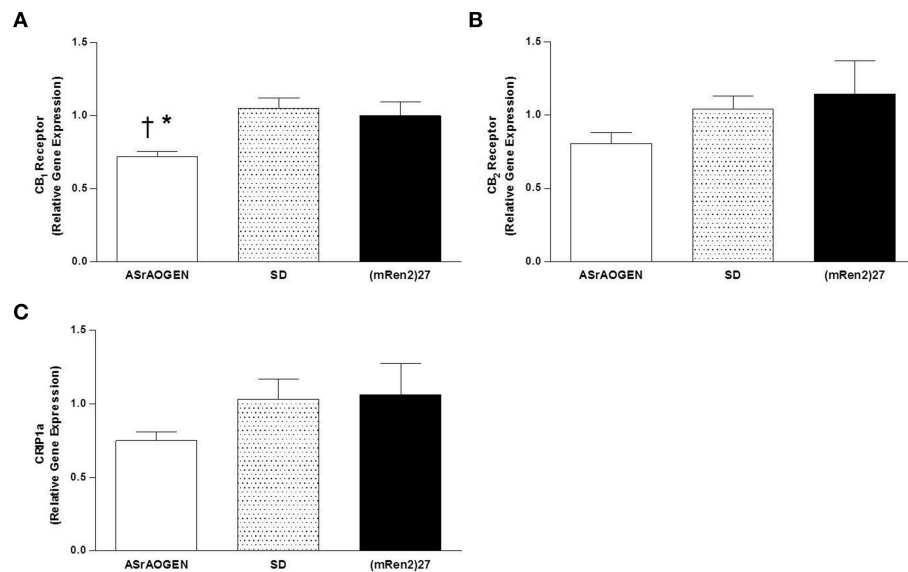 A
CB1 Receptor
(Relative Gene Expression)
1.5
1.0
0.5
0.0
† *
ASrAOGEN SD (mRen2)27
B
CB2 Receptor
(Relative Gene Expression)
1.5
1.0
0.5
0.0
ASrAOGEN SD (mRen2)27
C
CRIP1a
(Relative Gene Expression)
1.5
1.0
0.5
0.0
ASrAOGEN SD (mRen2)27